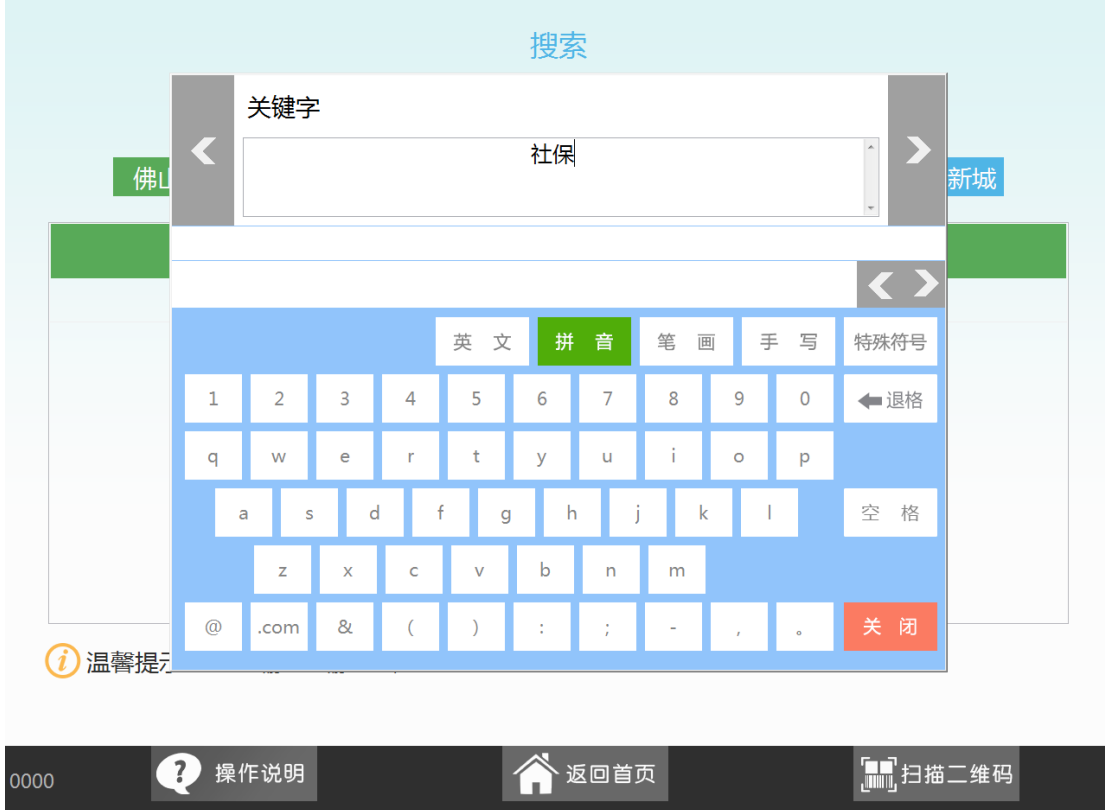 搜索
关键字
社保
佛山
新城
英 文 拼 音 笔 画 手 写 特殊符号
1 2 3 4 5 6 7 8 9 0 退格
q w e r t y u i o p
a s d f g h j k l 空 格
z x c v b n m
@ .com & ( ) : ; - , 。 关 闭
温馨提示
0000 操作说明 返回首页 扫描二维码